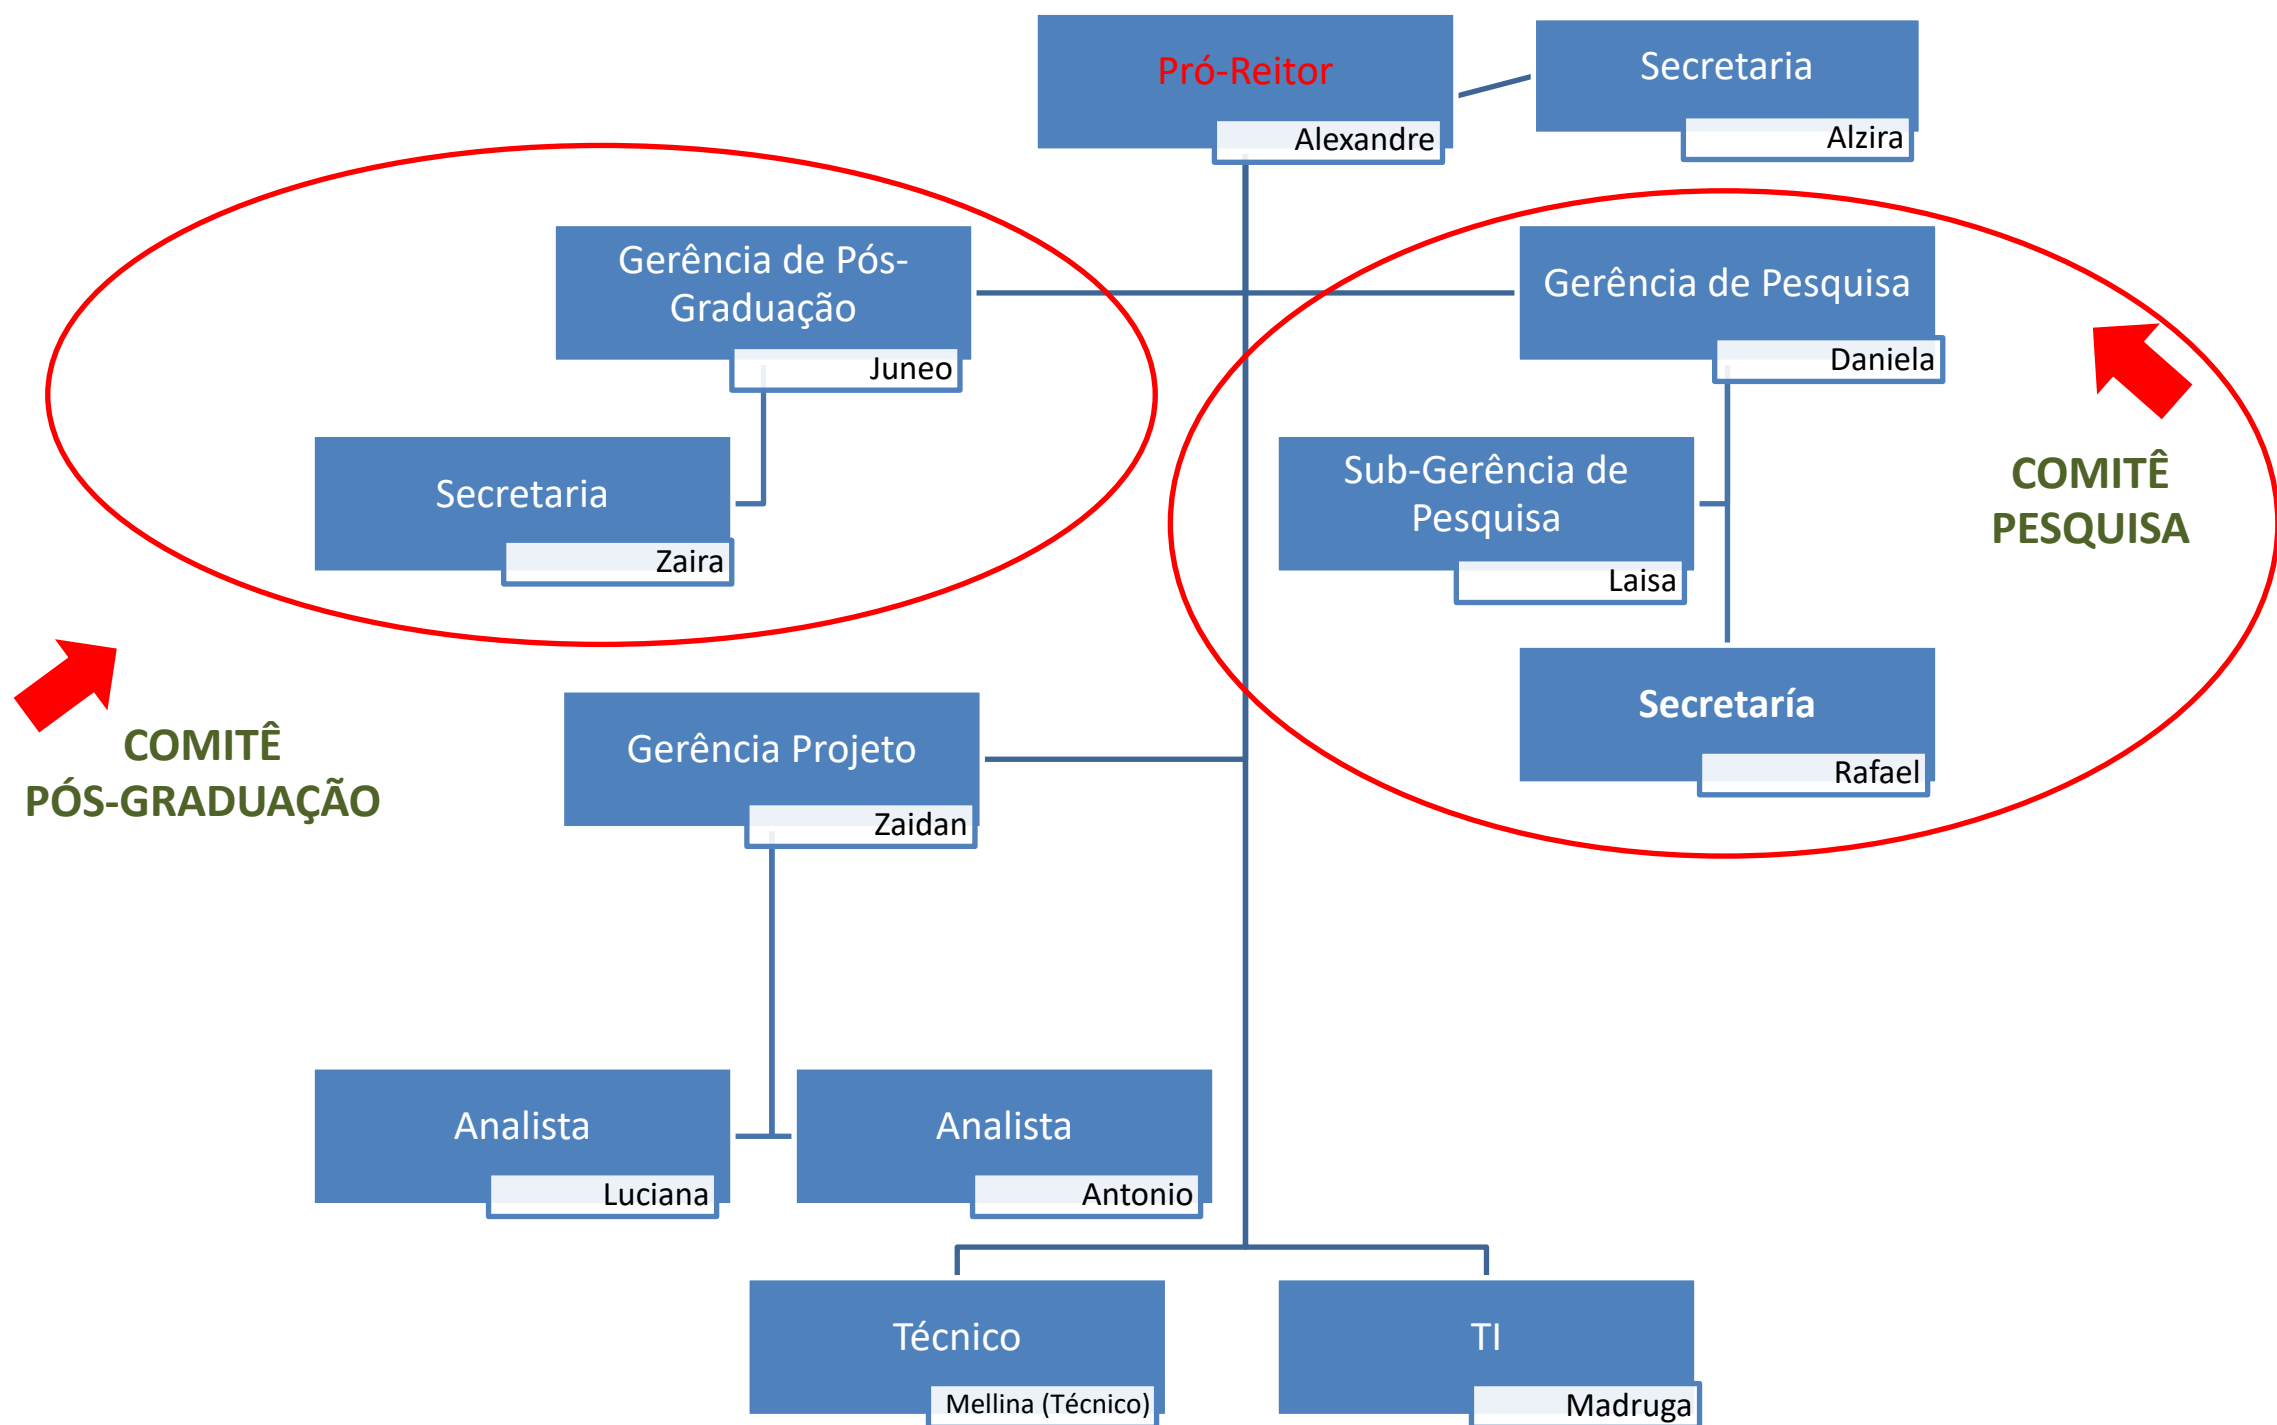 Pró-Reitor
Alexandre
Secretaria
Alzira
Gerência de Pós-
Graduação
Juneo
Gerência de Pesquisa
Daniela
Secretaria
Zaira
Sub-Gerência de
Pesquisa
Laisa
COMITÊ
PESQUISA
Secretaría
Rafael
COMITÊ
PÓS-GRADUAÇÃO
Gerência Projeto
Zaidan
Analista
Luciana
Analista
Antonio
Técnico
Mellina (Técnico)
TI
Madruga